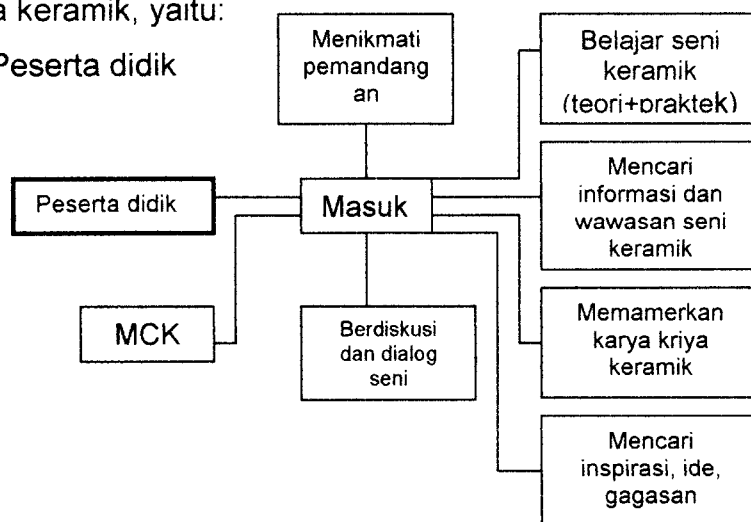 a keramik, yaitu:
Peserta didik
Menikmati
pemandang
an
Belajar seni
keramik
(teori+praktek)
Peserta didik
Masuk
Mencari
informasi dan
wawasan seni
keramik
MCK
Berdiskusi
dan dialog
seni
Memamerkan
karya kriya
keramik
Mencari
inspirasi, ide,
gagasan